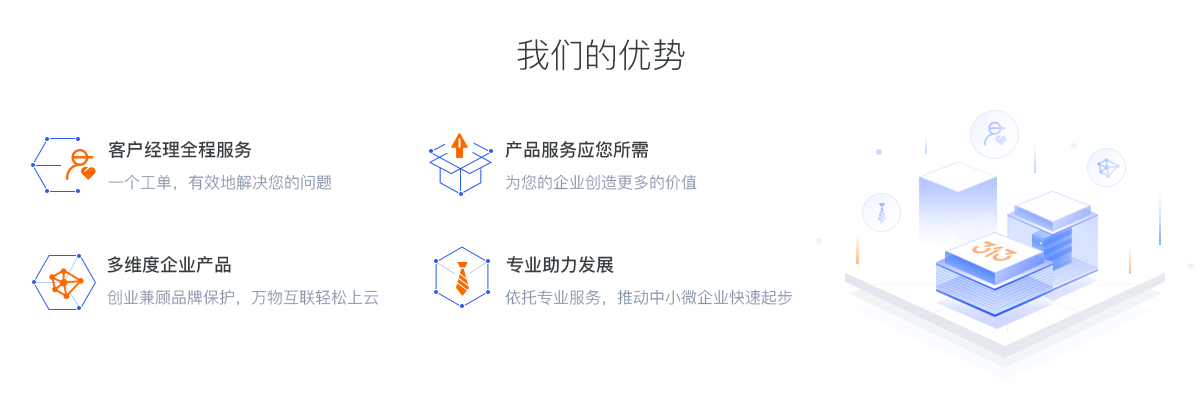 我们的优势
客户经理全程服务
一个工单，有效地解决您的问题
产品服务应您所需
为您的企业创造更多的价值
多维度企业产品
创业兼顾品牌保护，万物互联轻松上云
专业助力发展
依托专业服务，推动中小微企业快速起步
313